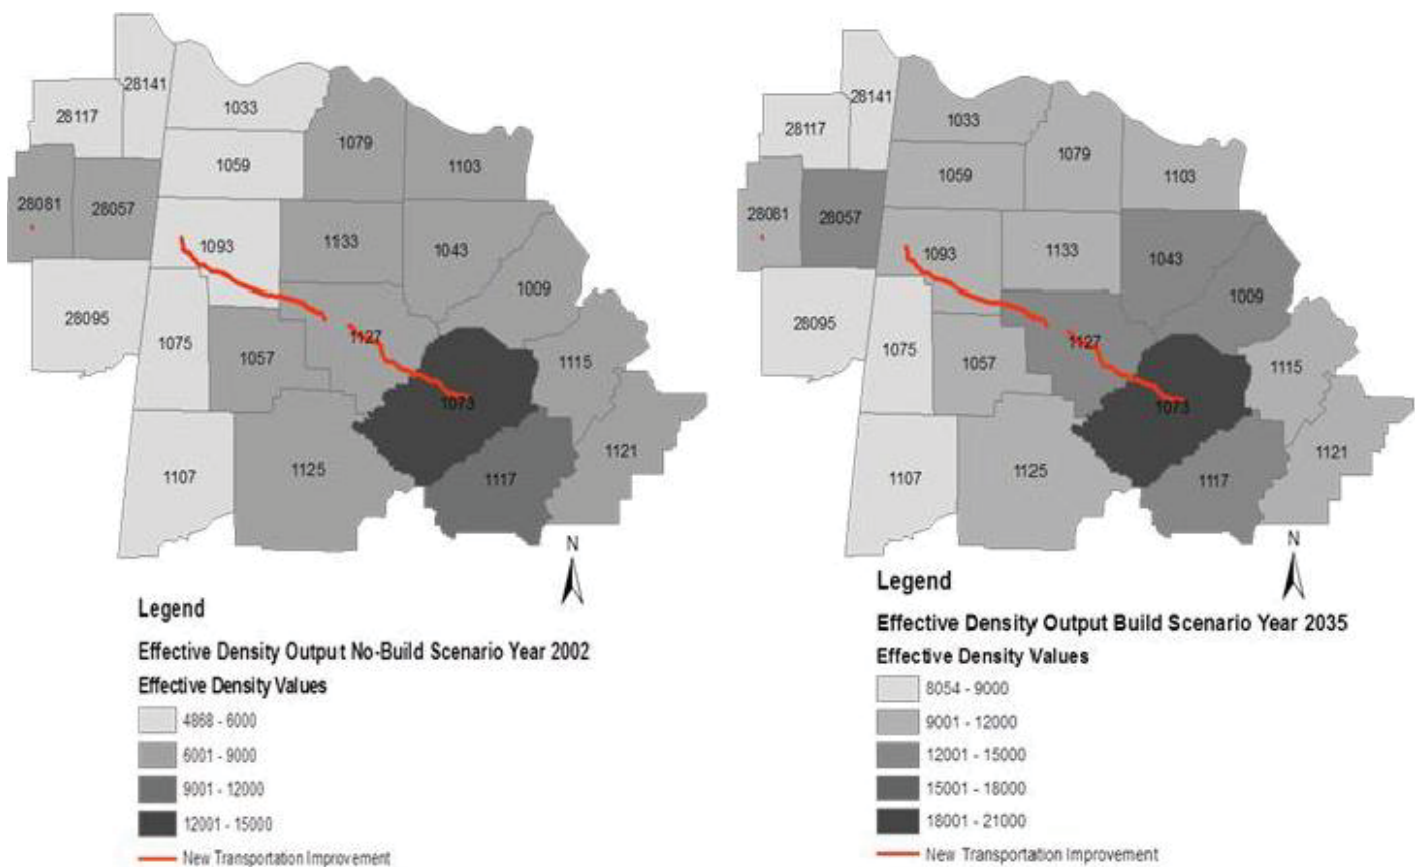 28141
28117
1033
1079
1059
1103
28081
28057
1093
1133
1043
1009
28095
1075
1127
1057
1115
1073
1107
1125
1117
1121
N
Legend
Effective Density Output No-Build Scenario Year 2002
Effective Density Values
4868 - 6000
6001 - 9000
9001 - 12000
12001 - 15000
New Transportation Improvement
28141
28117
1033
1079
1059
1103
28081
28057
1093
1133
1043
1009
28095
1075
1127
1057
1115
1073
1107
1125
1117
1121
N
Legend
Effective Density Output Build Scenario Year 2035
Effective Density Values
8054 - 9000
9001 - 12000
12001 - 15000
15001 - 18000
18001 - 21000
New Transportation Improvement